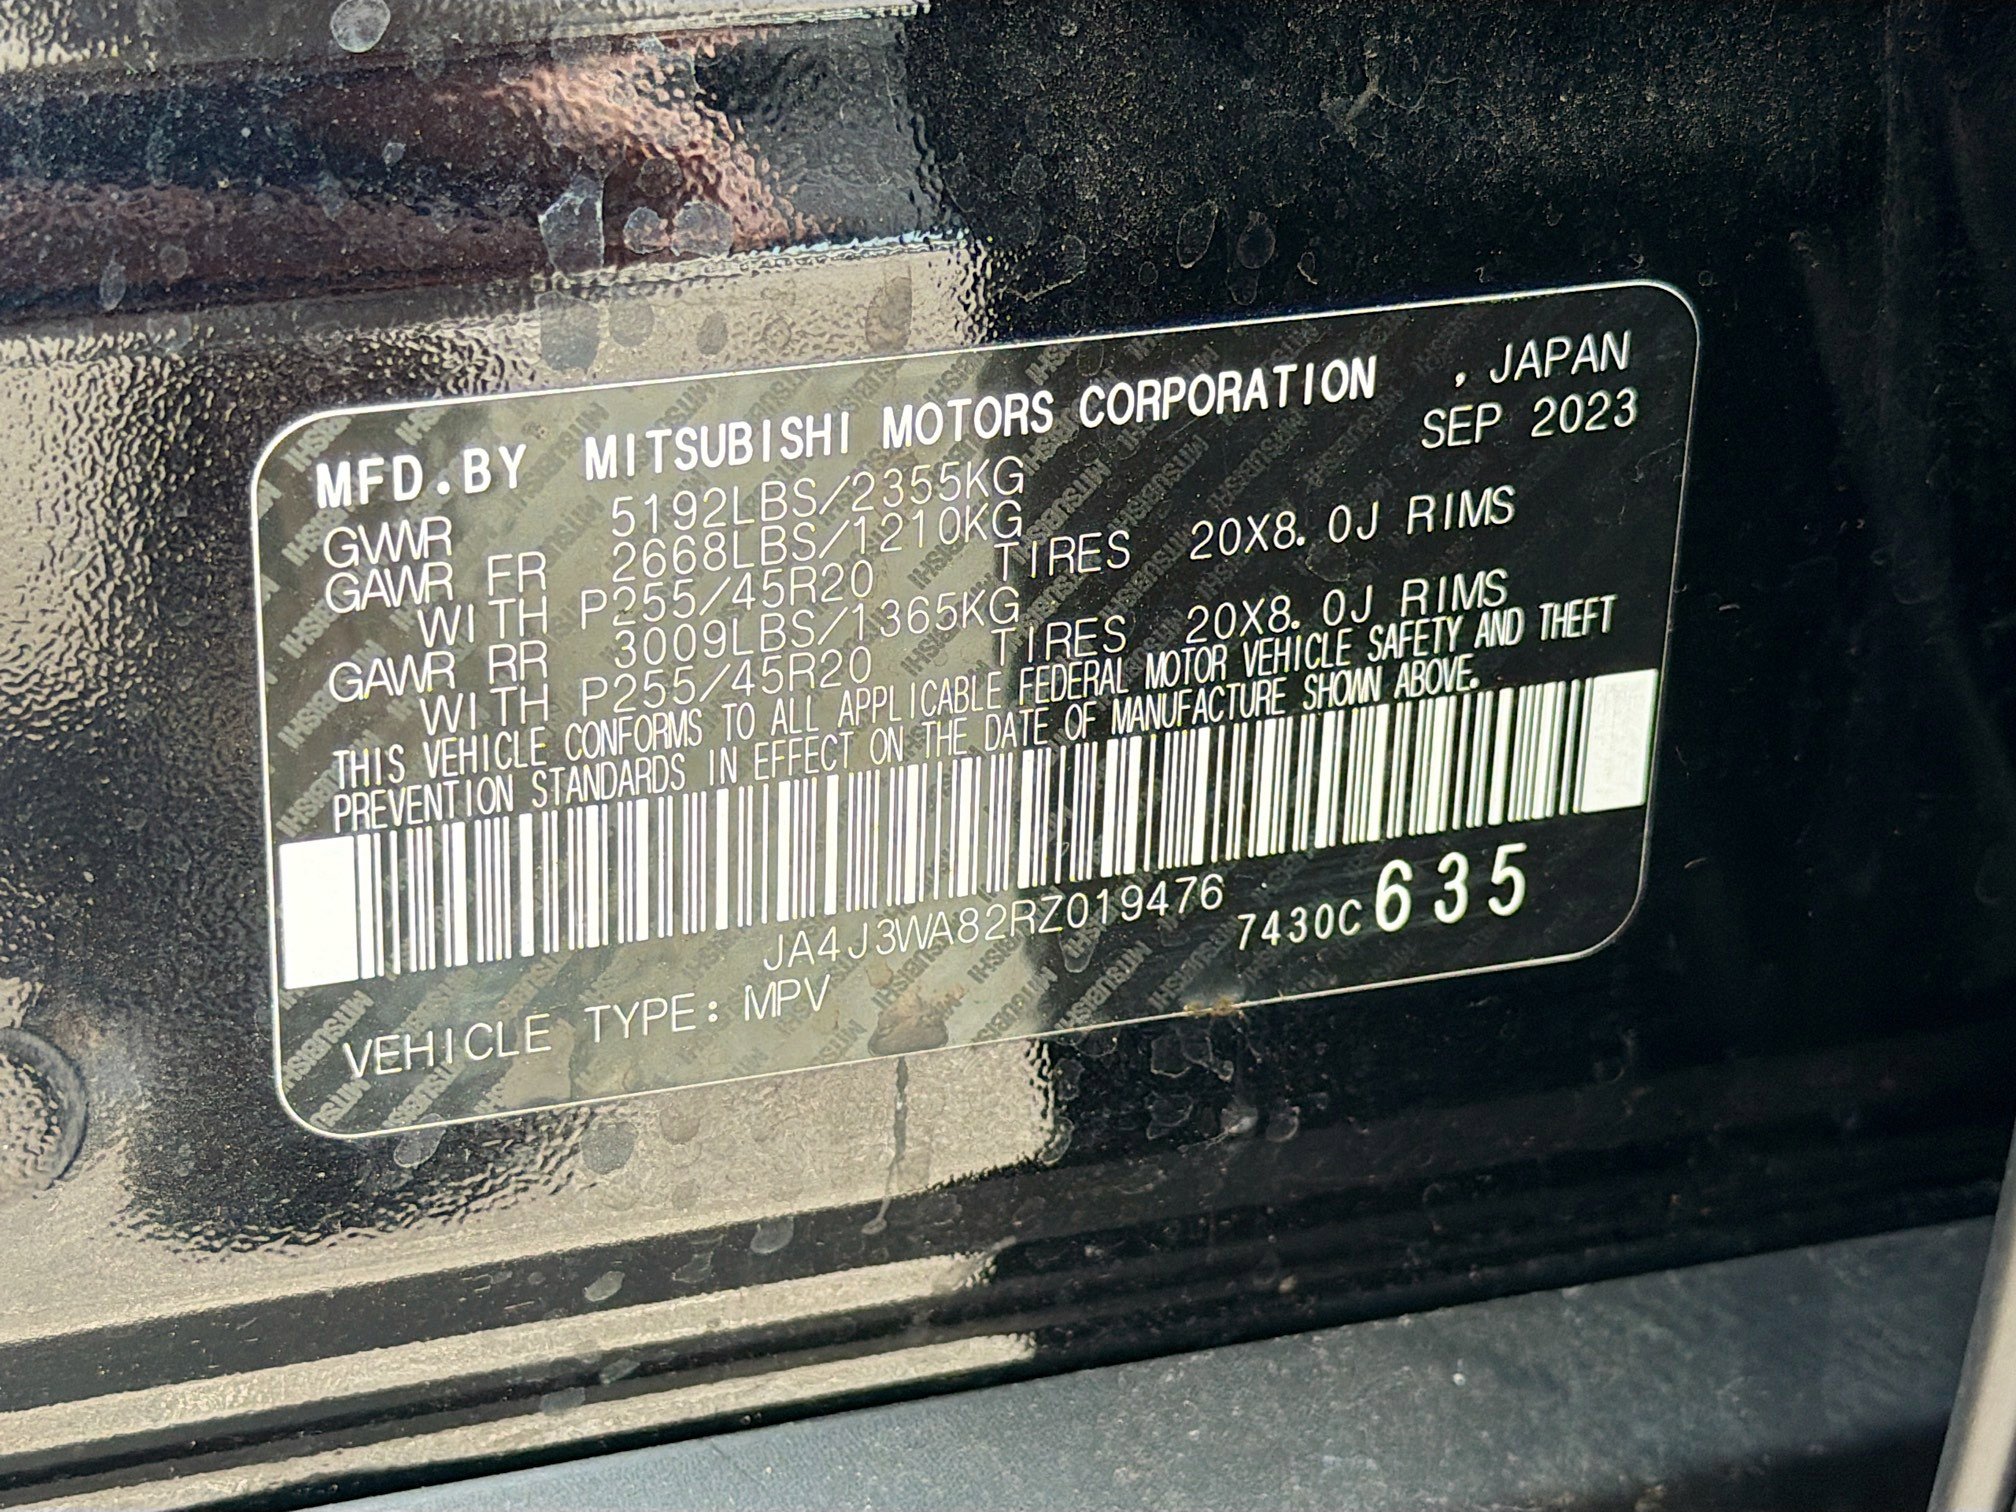 MFD.BY MITSUBISHI MOTORS CORPORATION , JAPAN
GVWR 5192LBS/2355KG SEP 2023
GAWR FR 2668LBS/1210KG
WITH P255/45R20 TIRES 20X8.0J RIMS
GAWR RR 3009LBS/1365KG
WITH P255/45R20 TIRES 20X8.0J RIMS
THIS VEHICLE CONFORMS TO ALL APPLICABLE FEDERAL MOTOR VEHICLE SAFETY AND THEFT
PREVENTION STANDARDS IN EFFECT ON THE DATE OF MANUFACTURE SHOWN ABOVE.
JA4J3WA82RZ019476 7430C635
VEHICLE TYPE: MPV